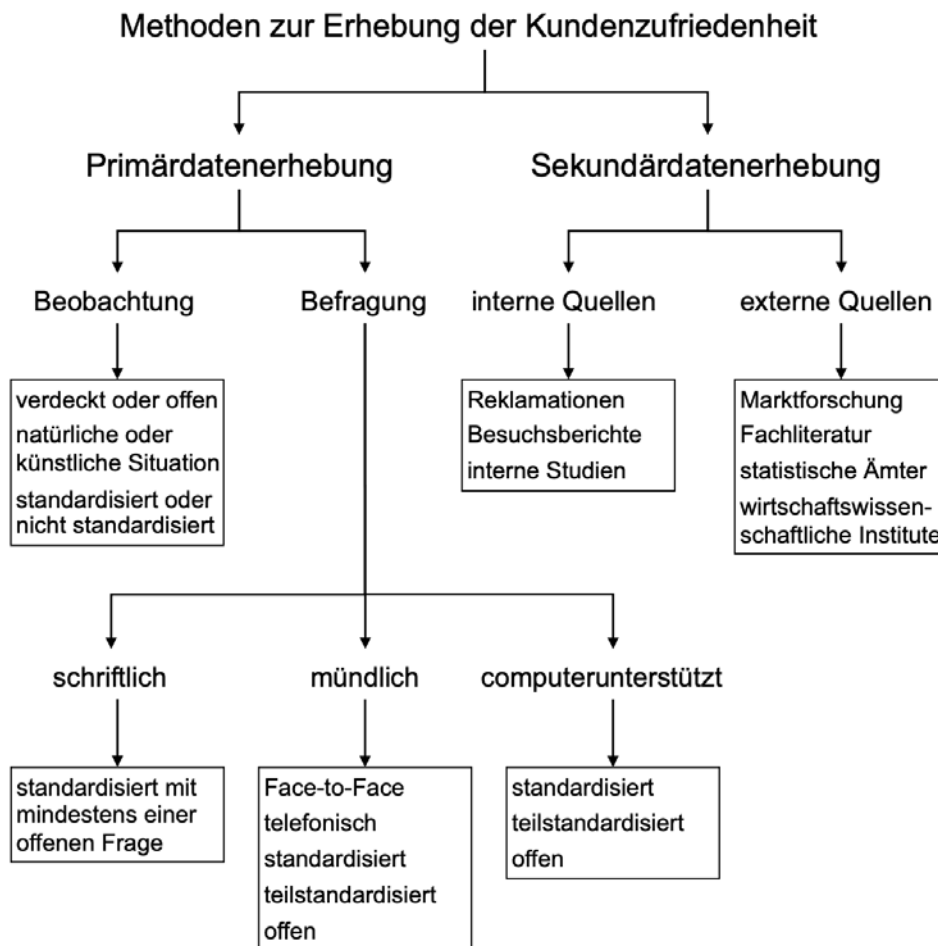 Methoden zur Erhebung der Kundenzufriedenheit
Primärdatenerhebung
Sekundärdatenerhebung
Beobachtung
Befragung
interne Quellen
externe Quellen
verdeckt oder offen
natürliche oder
künstliche Situation
standardisiert oder
nicht standardisiert
Reklamationen
Besuchsberichte
interne Studien
Marktforschung
Fachliteratur
statistische Ämter
wirtschaftswissen-
schaftliche Institute
schriftlich
mündlich
computerunterstützt
standardisiert mit
mindestens einer
offenen Frage
Face-to-Face
telefonisch
standardisiert
teilstandardisiert
offen
standardisiert
teilstandardisiert
offen